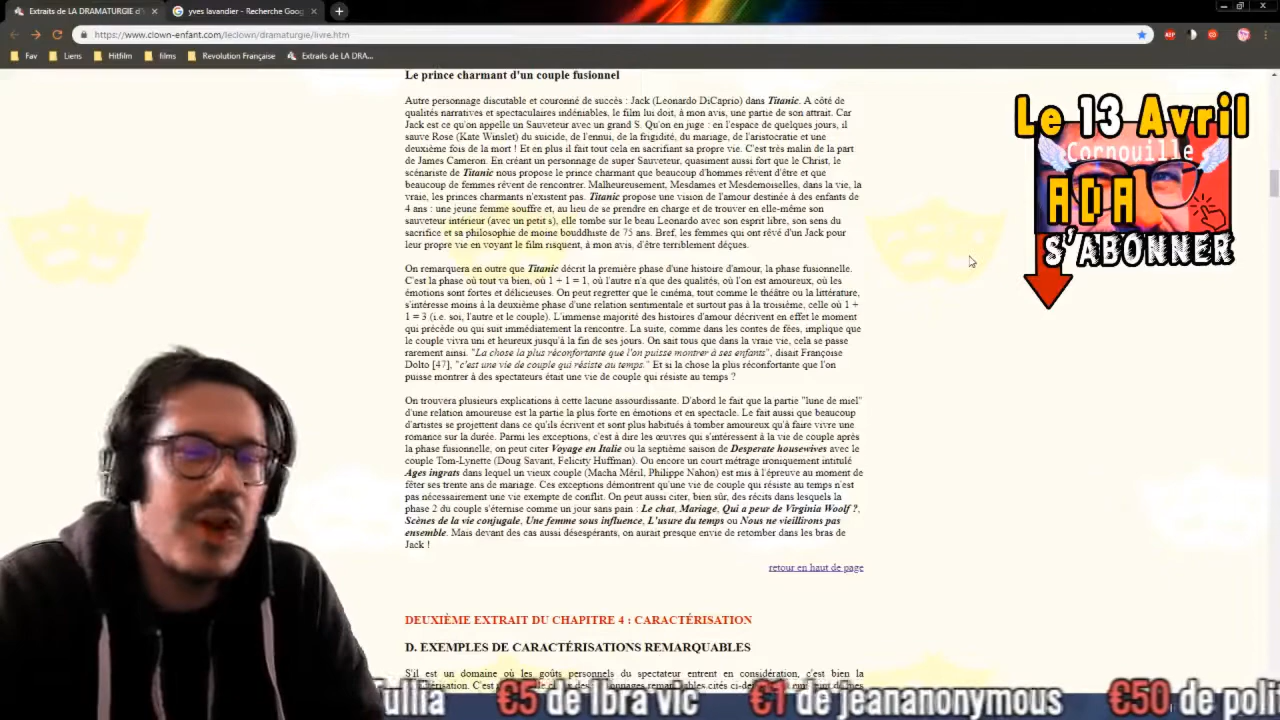 Extraits de LA DRAMATURGIE d'
yves lavandier - Recherche Goog
https://www.clown-enfant.com/leclown/dramaturgie/livre.htm
Fav
Liens
Hitfilm
films
Revolution Française
Extraits de LA DRA...
Le prince charmant d'un couple fusionnel
Autre personnage discutable et couronné de succès : Jack (Leonardo DiCaprio) dans Titanic. A côté de
qualités narratives et spectaculaires indéniables, le film lui doit, à mon avis, une partie de son attrait. Car
Jack est ce qu'on appelle un Sauveteur avec un grand S. Qu'on en juge : en l'espace de quelques jours, il
sauve Rose (Kate Winslet) du suicide, de l'ennui, de la frigidité, du mariage, de l'aristocratie et une
deuxième fois de la mort ! Et en plus il fait tout cela en sacrifiant sa propre vie. C'est très malin de la part
de James Cameron. En créant un personnage de super Sauveteur, quasiment aussi fort que le Christ, le
scénariste de Titanic nous propose le prince charmant que beaucoup d'hommes rêvent d'être et que
beaucoup de femmes rêvent de rencontrer. Malheureusement, Mesdames et Mesdemoiselles, dans la vie, la
vraie, les princes charmants n'existent pas. Titanic propose une vision de l'amour destinée à des enfants de
4 ans : une jeune femme souffre et, au lieu de se prendre en charge et de trouver en elle-même son
sauveteur intérieur (avec un petit s), elle tombe sur le beau Leonardo avec son esprit libre, son sens du
sacrifice et sa philosophie de moine bouddhiste de 75 ans. Bref, les femmes qui ont rêvé d'un Jack pour
leur propre vie en voyant le film risquent, à mon avis, d'être terriblement déçues.
On remarquera en outre que Titanic décrit la première phase d'une histoire d'amour, la phase fusionnelle.
C'est la phase où tout va bien, où 1 + 1 = 1, où l'autre n'a que des qualités, où l'on est amoureux, où les
émotions sont fortes et délicieuses. On peut regretter que le cinéma, tout comme le théâtre ou la littérature,
s'intéresse moins à la deuxième phase d'une relation sentimentale et surtout pas à la troisième, celle où 1 +
1 = 3 (i.e. soi, l'autre et le couple). L'immense majorité des histoires d'amour décrivent en effet le moment
qui précède ou qui suit immédiatement la rencontre. La suite, comme dans les contes de fées, implique que
le couple vivra uni et heureux jusqu'à la fin de ses jours. On sait tous que dans la vraie vie, cela se passe
rarement ainsi. "La chose la plus réconfortante que l'on puisse montrer à ses enfants", disait Françoise
Dolto [47], "c'est une vie de couple qui résiste au temps." Et si la chose la plus réconfortante que l'on
puisse montrer à des spectateurs était une vie de couple qui résiste au temps ?
On trouvera plusieurs explications à cette lacune assourdissante. D'abord le fait que la partie "lune de miel"
d'une relation amoureuse est la partie la plus forte en émotions et en spectacle. Le fait aussi que beaucoup
d'artistes se projettent dans ce qu'ils écrivent et sont plus habitués à tomber amoureux qu'à faire vivre une
romance sur la durée. Parmi les exceptions, c'est à dire les œuvres qui s'intéressent à la vie de couple après
la phase fusionnelle, on peut citer Voyage en Italie ou la septième saison de Desperate housewives avec le
couple Tom-Lynette (Doug Savant, Felicity Huffman). Ou encore un court métrage ironiquement intitulé
Ages ingrats dans lequel un vieux couple (Macha Méril, Philippe Nahon) est mis à l'épreuve au moment de
fêter ses trente ans de mariage. Ces exceptions démontrent qu'une vie de couple qui résiste au temps n'est
pas nécessairement une vie exempte de conflit. On peut aussi citer, bien sûr, des récits dans lesquels la
phase 2 du couple s'éternise comme un jour sans pain : Le chat, Mariage, Qui a peur de Virginia Woolf ?,
Scènes de la vie conjugale, Une femme sous influence, L'usure du temps ou Nous ne vieillirons pas
ensemble. Mais devant des cas aussi désespérants, on aurait presque envie de retomber dans les bras de
Jack !
retour en haut de page
DEUXIÈME EXTRAIT DU CHAPITRE 4 : CARACTÉRISATION
D. EXEMPLES DE CARACTÉRISATIONS REMARQUABLES
S'il est un domaine où les goûts personnels du spectateur entrent en considération, c'est bien la
Le 13 Avril
Cornouille
ADA
S'ABONNER
€5 de Ibra vic €1 de jeananonymous €50 de poli